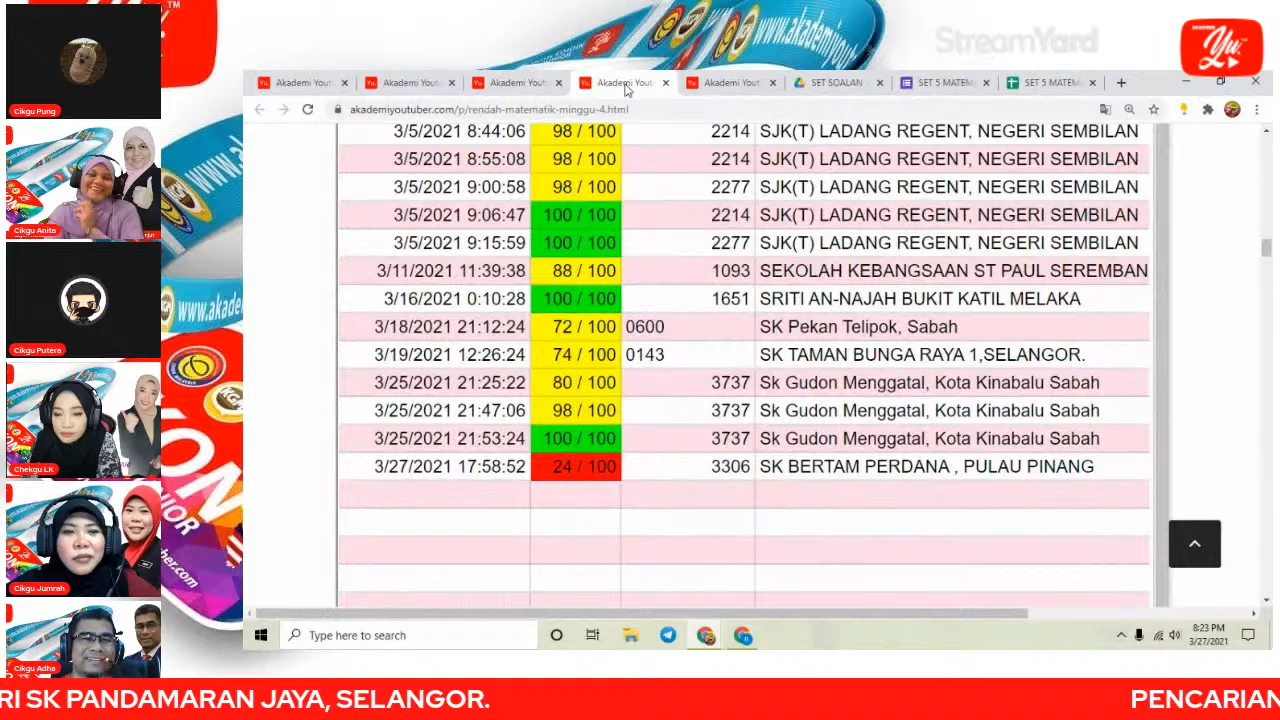 StreamYard
Akademi Yout
Akademi Yout
Akademi Yout
Akademi Yout
Akademi Yout
SET SOALAN
SET 5 MATEM
SET 5 MATEM
akademiyoutuber.com/p/rendah-matematik-minggu-4.html
3/5/2021 8:44:06 98 / 100 2214 SJK(T) LADANG REGENT, NEGERI SEMBILAN
3/5/2021 8:55:08 98 / 100 2214 SJK(T) LADANG REGENT, NEGERI SEMBILAN
3/5/2021 9:00:58 98 / 100 2277 SJK(T) LADANG REGENT, NEGERI SEMBILAN
3/5/2021 9:06:47 100 / 100 2214 SJK(T) LADANG REGENT, NEGERI SEMBILAN
3/5/2021 9:15:59 100 / 100 2277 SJK(T) LADANG REGENT, NEGERI SEMBILAN
3/11/2021 11:39:38 88 / 100 1093 SEKOLAH KEBANGSAAN ST PAUL SEREMBAN
3/16/2021 0:10:28 100 / 100 1651 SRITI AN-NAJAH BUKIT KATIL MELAKA
3/18/2021 21:12:24 72 / 100 0600 SK Pekan Telipok, Sabah
3/19/2021 12:26:24 74 / 100 0143 SK TAMAN BUNGA RAYA 1,SELANGOR.
3/25/2021 21:25:22 80 / 100 3737 Sk Gudon Menggatal, Kota Kinabalu Sabah
3/25/2021 21:47:06 98 / 100 3737 Sk Gudon Menggatal, Kota Kinabalu Sabah
3/25/2021 21:53:24 100 / 100 3737 Sk Gudon Menggatal, Kota Kinabalu Sabah
3/27/2021 17:58:52 24 / 100 3306 SK BERTAM PERDANA , PULAU PINANG
Type here to search
8:23 PM
3/27/2021
Cikgu Pung
Cikgu Anita
Cikgu Putera
Chekgu LK
Cikgu Jumrah
Cikgu Adha
RI SK PANDAMARAN JAYA, SELANGOR.
PENCARIAN